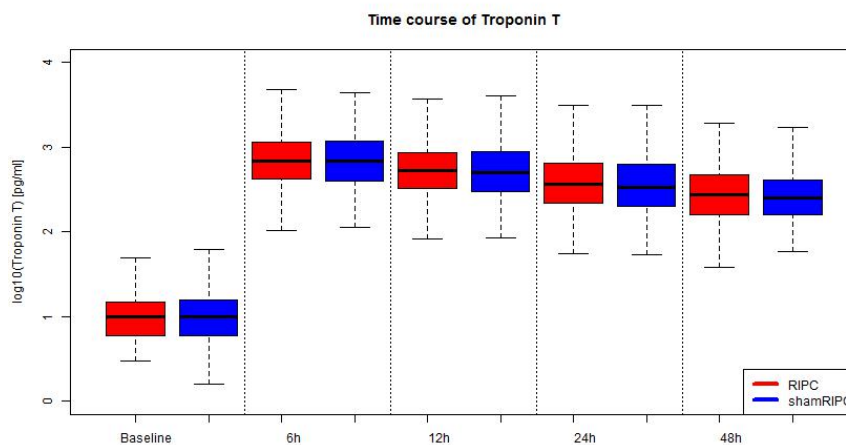 Time course of Troponin T
log10(Troponin T) [pg/ml]
4
3
2
1
0
Baseline 6h 12h 24h 48h
RIPC
shamRIPC